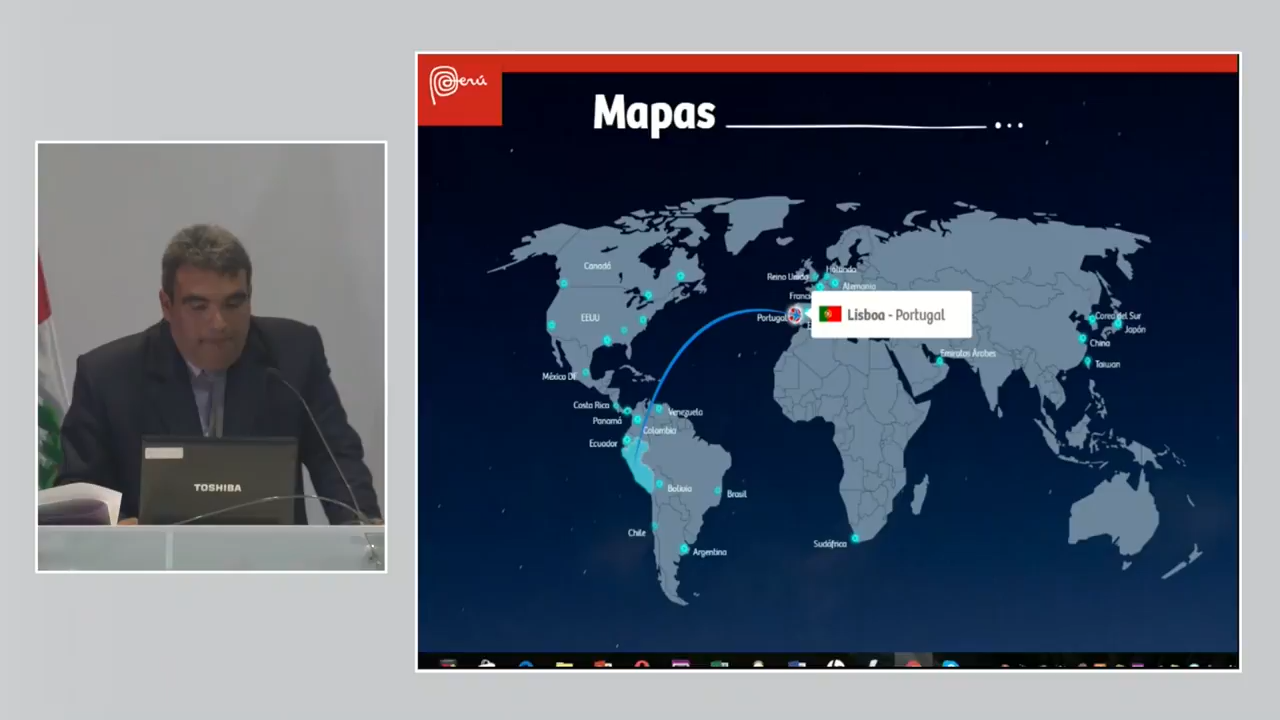 Perú
Mapas
Canadá
Reino Unido
Holanda
Alemania
Portugal
Lisboa - Portugal
EEUU
Corea del Sur
Japón
China
Emiratos Árabes
Taiwan
México DF
Costa Rica
Venezuela
Panamá
Colombia
Ecuador
Bolivia
Brasil
Chile
Sudáfrica
Argentina
TOSHIBA